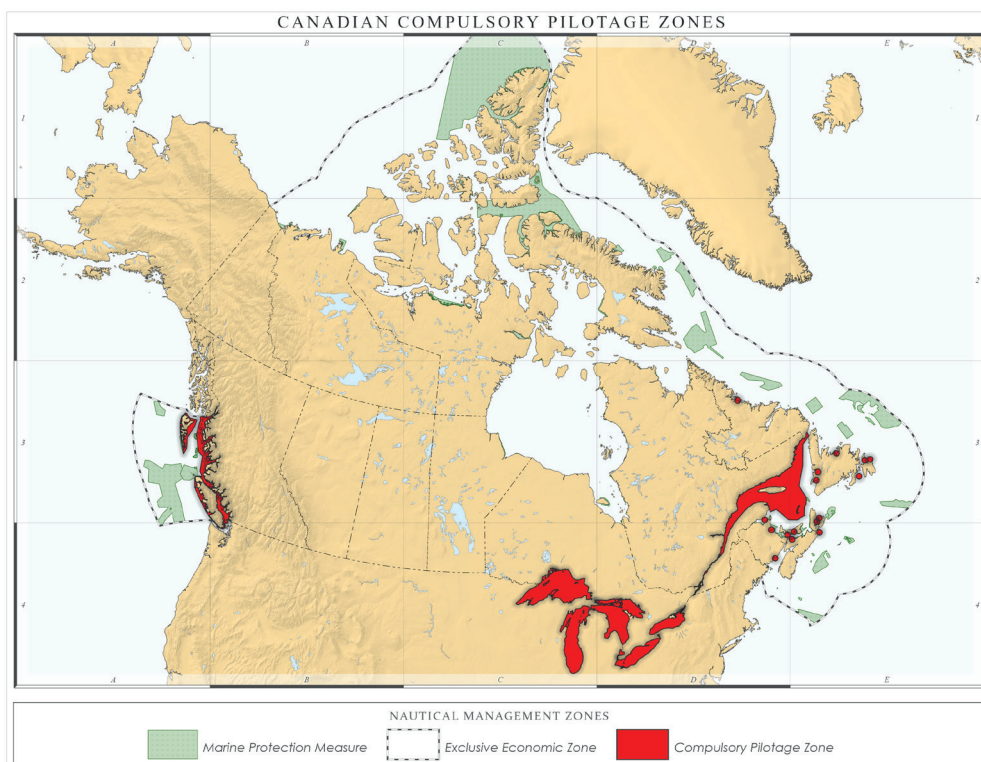 CANADIAN COMPULSORY PILOTAGE ZONES
A B C D E
1 1
2 2
3 3
4 4
A B C D E
NAUTICAL MANAGEMENT ZONES
Marine Protection Measure Exclusive Economic Zone Compulsory Pilotage Zone